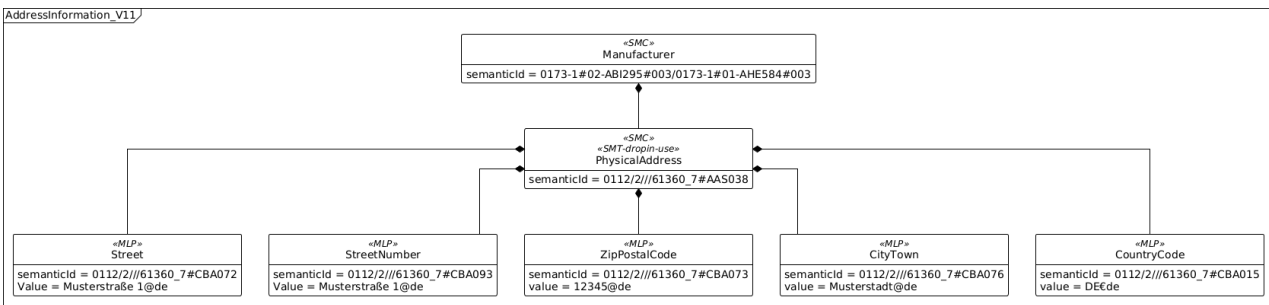 AddressInformation_V11
«SMC»
Manufacturer
semanticId = 0173-1#02-ABI295#003/0173-1#01-AHE584#003
«SMC»
«SMT-dropin-use»
PhysicalAddress
semanticId = 0112/2///61360_7#AAS038
«MLP»
Street
semanticId = 0112/2///61360_7#CBA072
Value = Musterstraße 1@de
«MLP»
StreetNumber
semanticId = 0112/2///61360_7#CBA093
Value = Musterstraße 1@de
«MLP»
ZipPostalCode
semanticId = 0112/2///61360_7#CBA073
value = 12345@de
«MLP»
CityTown
semanticId = 0112/2///61360_7#CBA076
value = Musterstadt@de
«MLP»
CountryCode
semanticId = 0112/2///61360_7#CBA015
value = DE€de